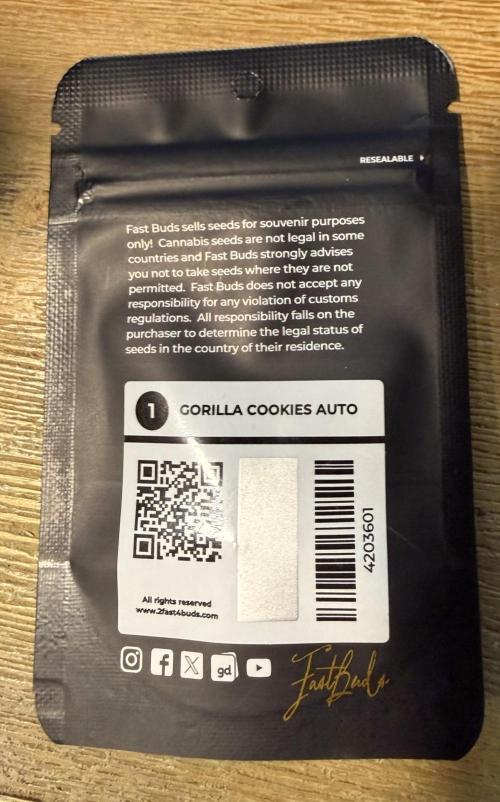 RESEALABLE
Fast Buds sells seeds for souvenir purposes
only! Cannabis seeds are not legal in some
countries and Fast Buds strongly advises
you not to take seeds where they are not
permitted. Fast Buds does not accept any
responsibility for any violation of customs
regulations. All responsibility falls on the
purchaser to determine the legal status of
seeds in the country of their residence.
1 GORILLA COOKIES AUTO
4203601
All rights reserved
www.2fast4buds.com
gd
FastBuds